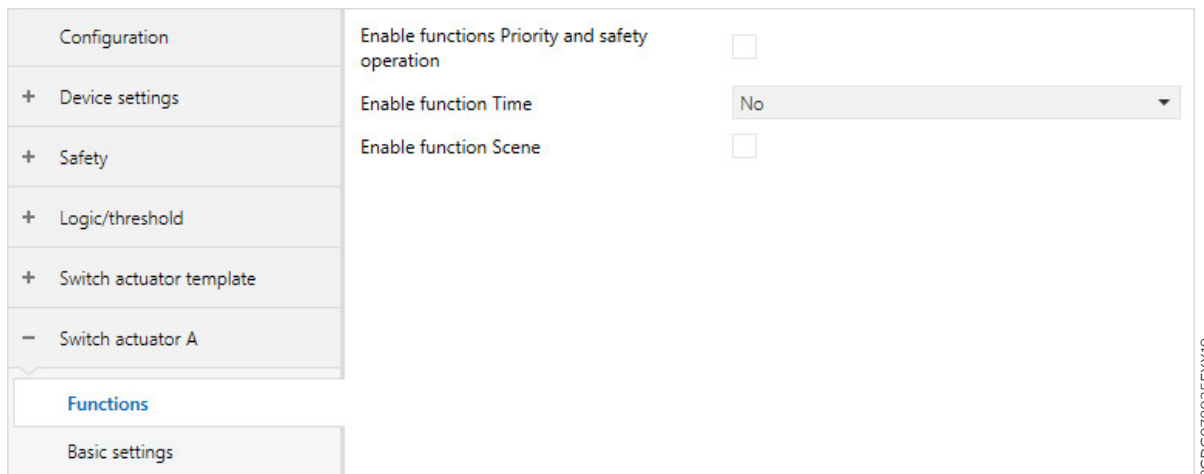 Configuration
+ Device settings
+ Safety
+ Logic/threshold
+ Switch actuator template
− Switch actuator A
Functions
Basic settings
Enable functions Priority and safety
operation
Enable function Time
No
Enable function Scene